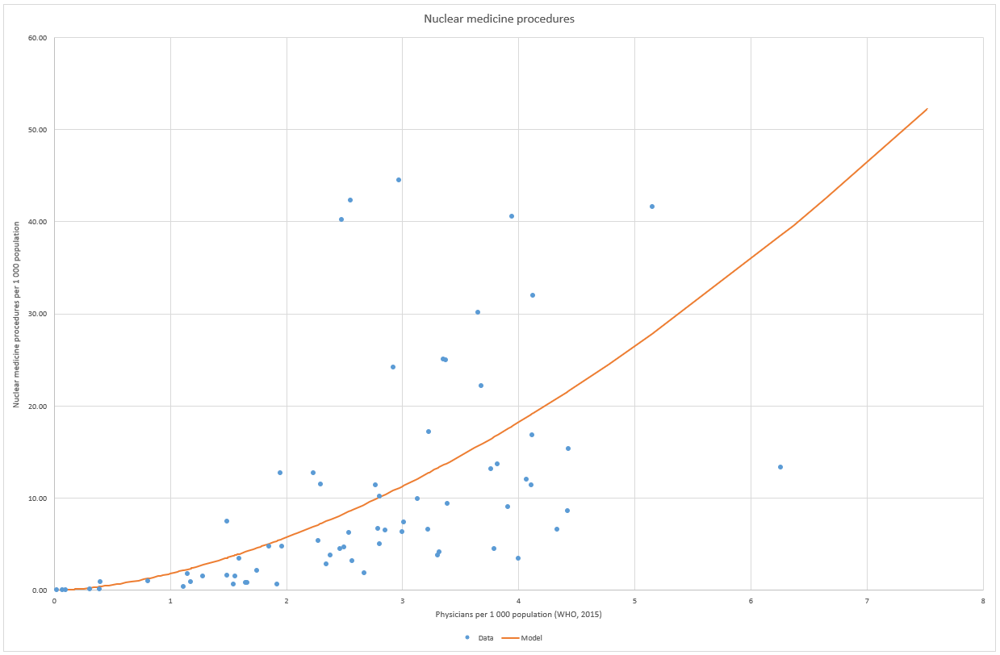 Nuclear medicine procedures
60.00
50.00
40.00
30.00
20.00
10.00
0.00
Nuclear medicine procedures per 1 000 population
0 1 2 3 4 5 6 7 8
Physicians per 1 000 population (WHO, 2015)
Data Model